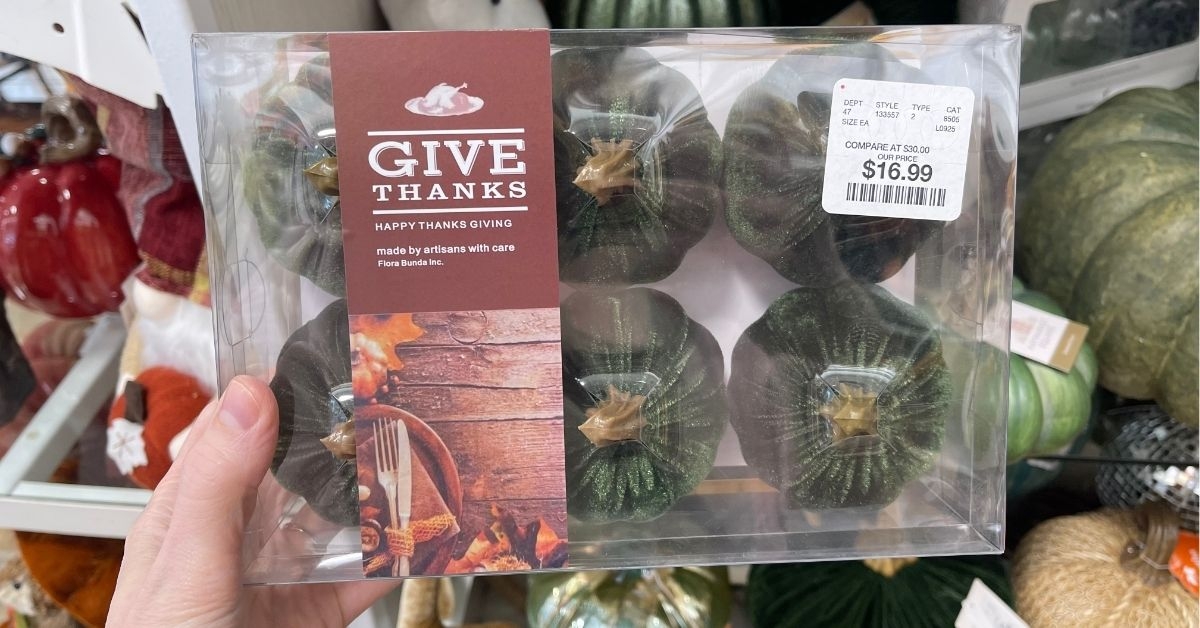 GIVE
THANKS
HAPPY THANKS GIVING
made by artisans with care
Flora Bunda Inc.
DEPT STYLE TYPE CAT
47 133557 2 8505
SIZE EA L0925
COMPARE AT $30.00
OUR PRICE
$16.99